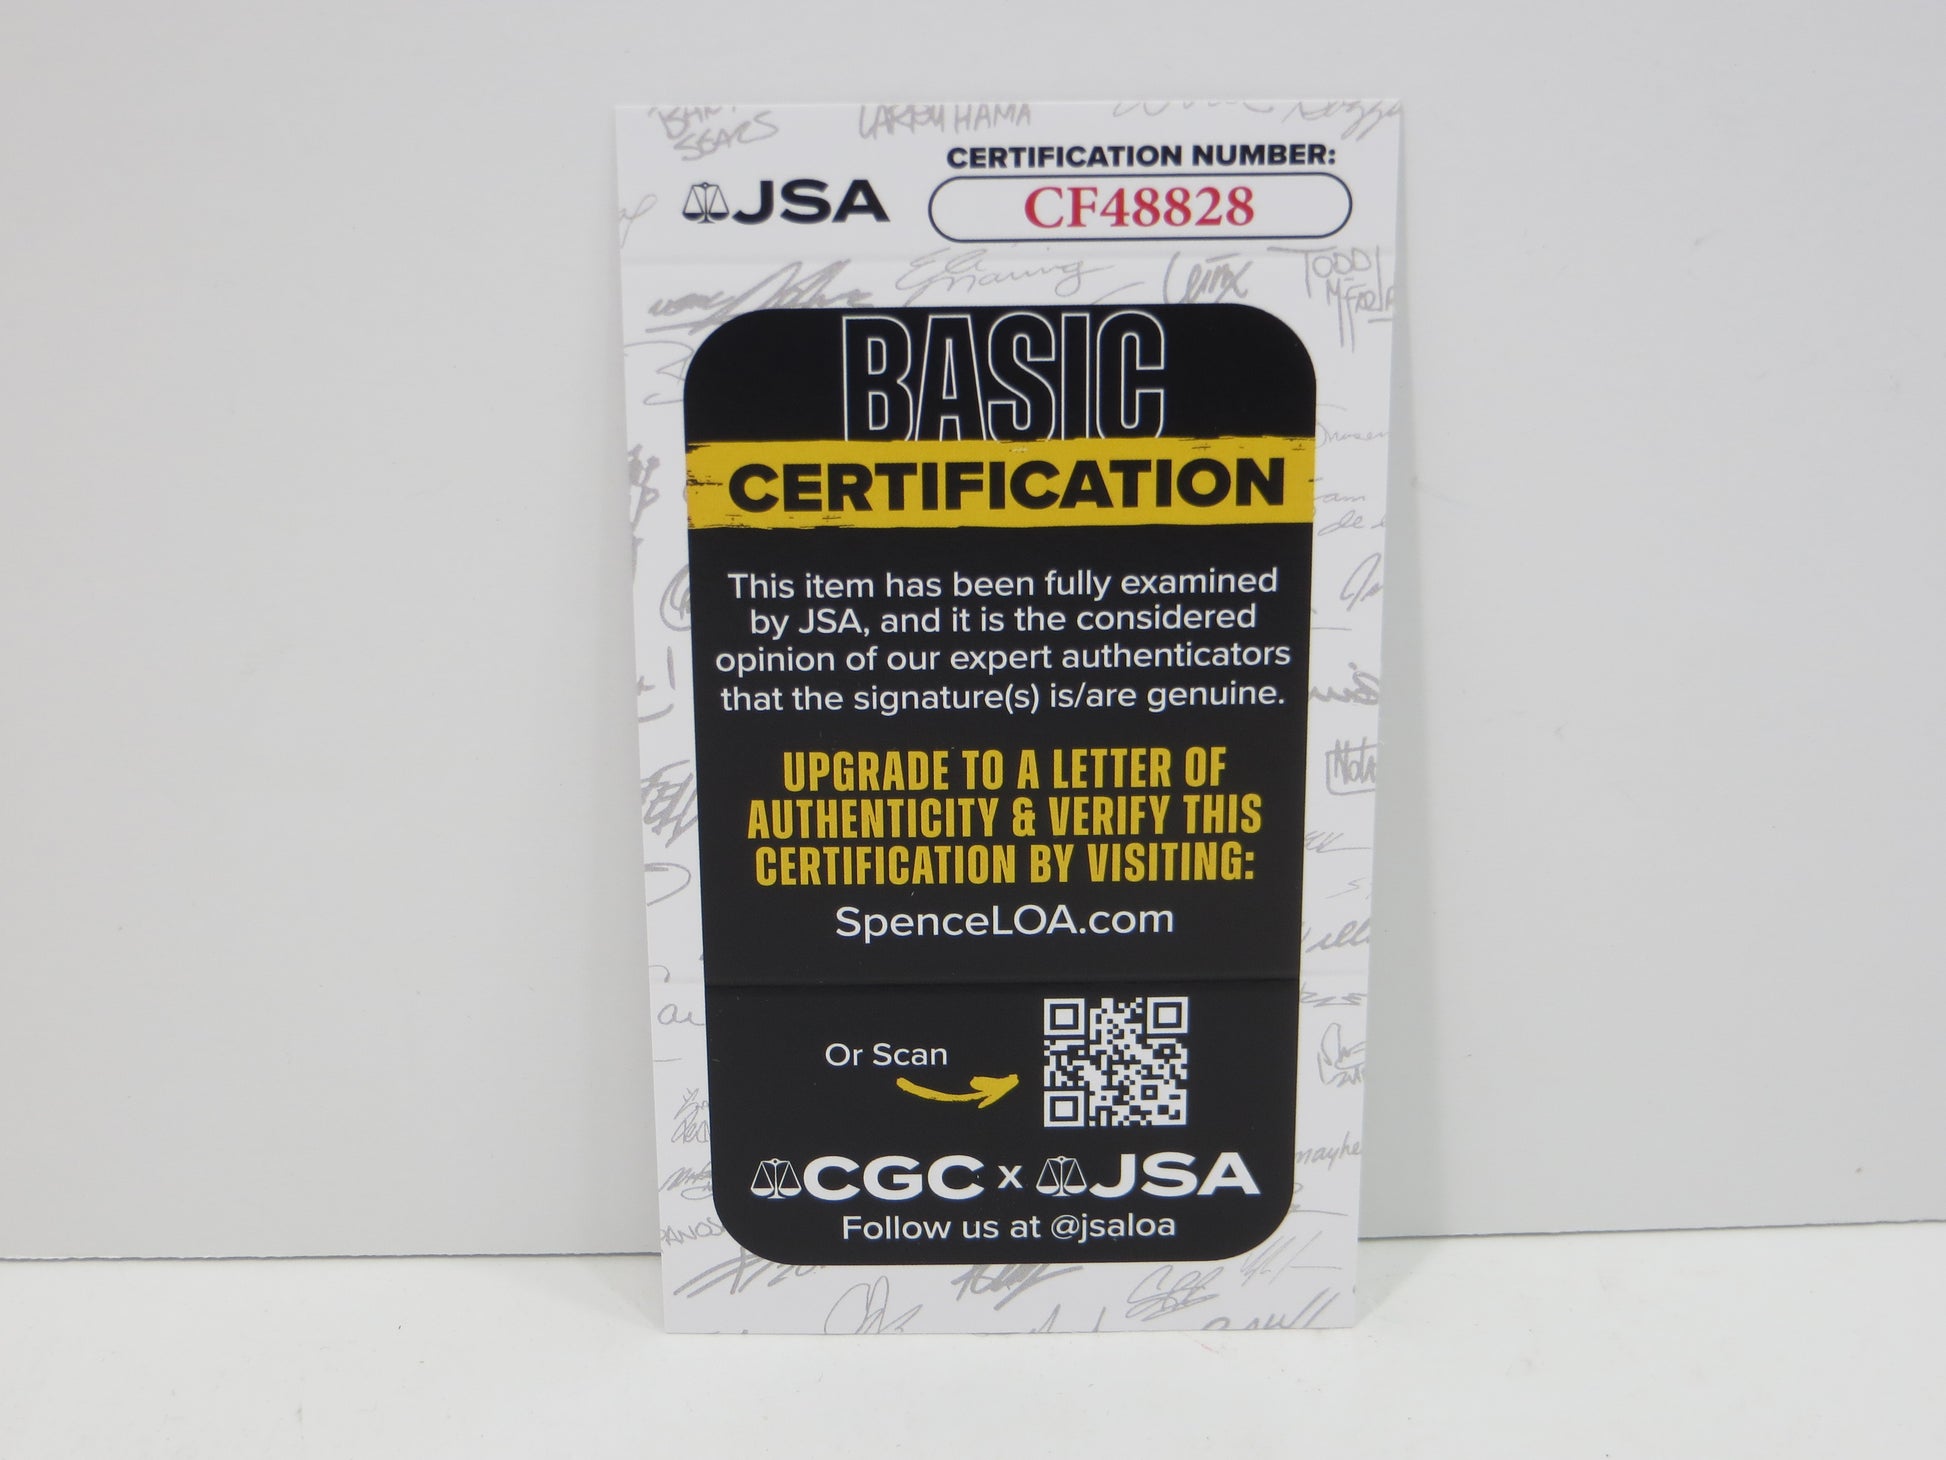 SEARS
LARRY HAMA
CERTIFICATION NUMBER:
JSA
CF48828
TODD
BASIC
CERTIFICATION
This item has been fully examined
by JSA, and it is the considered
opinion of our expert authenticators
that the signature(s) is/are genuine.
UPGRADE TO A LETTER OF
AUTHENTICITY & VERIFY THIS
CERTIFICATION BY VISITING:
SpenceLOA.com
Or Scan
CGC x JSA
Follow us at @jsaloa